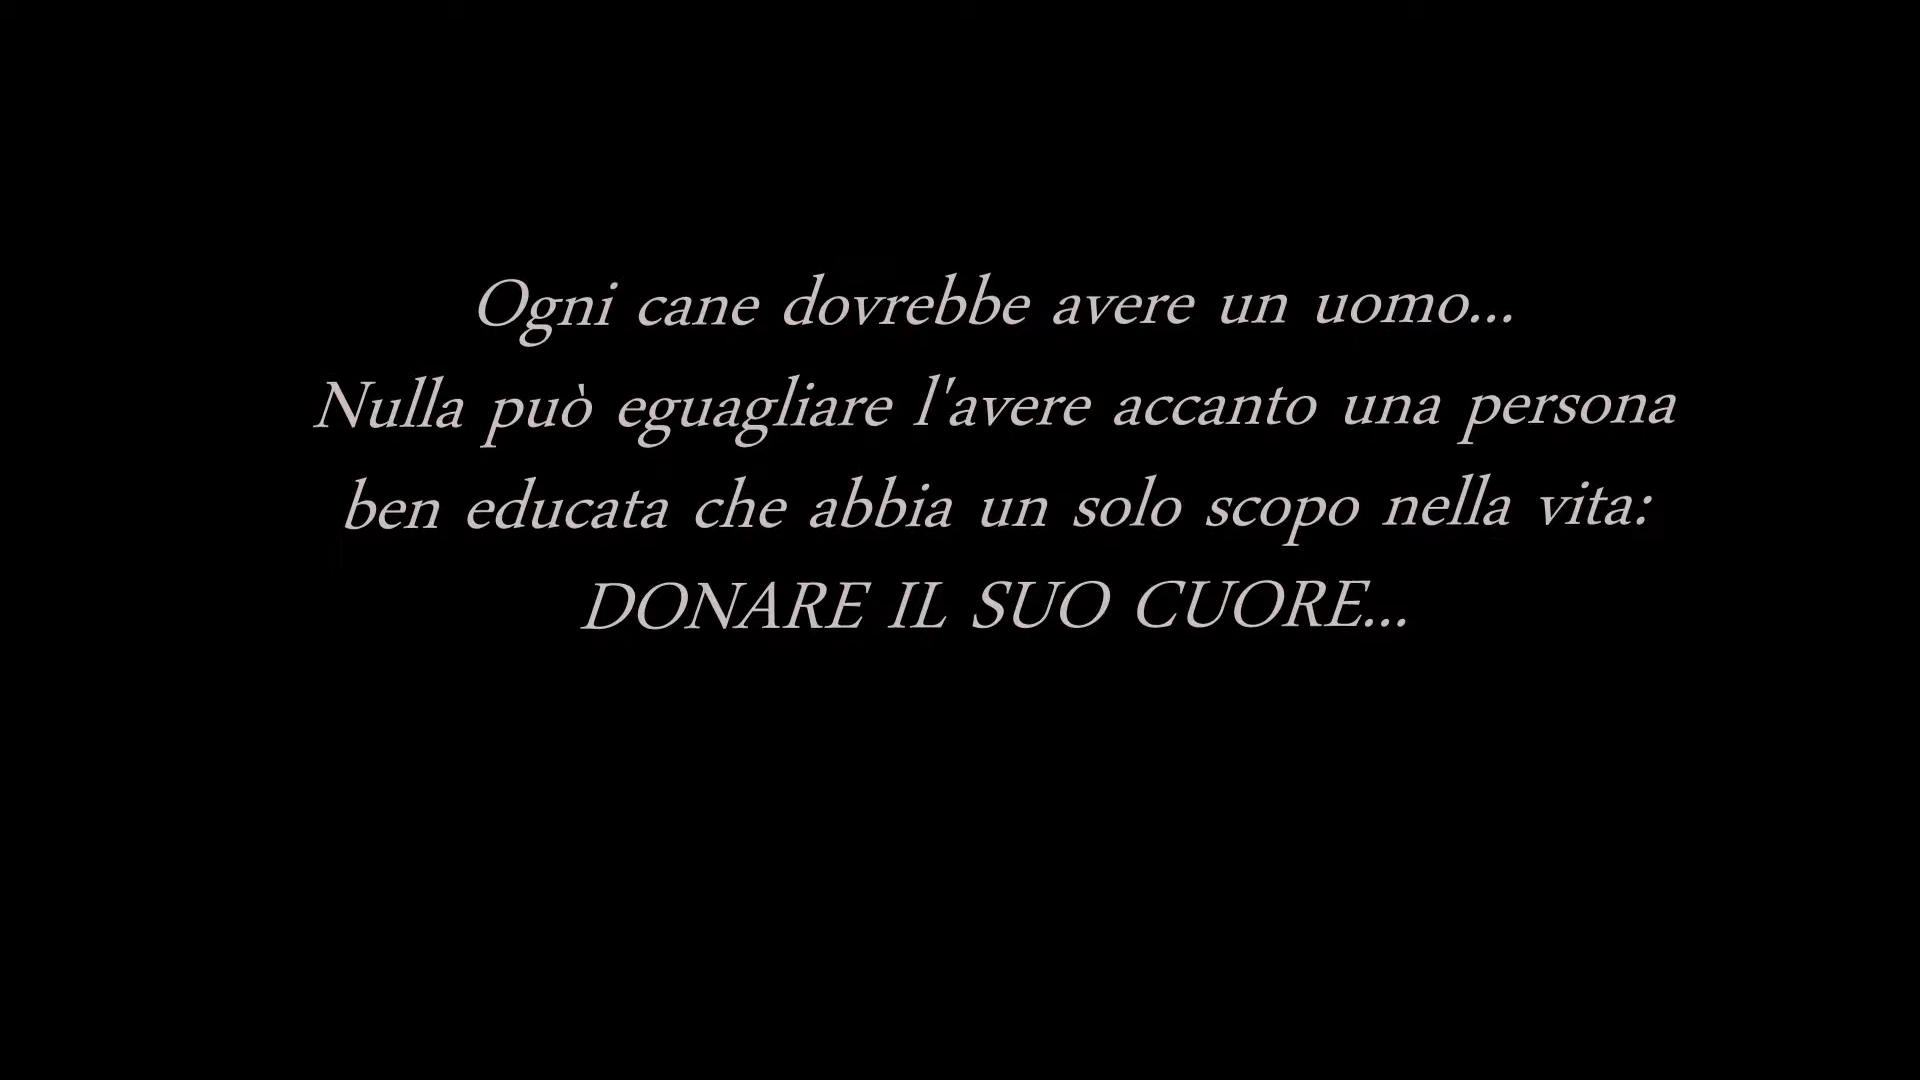 Ogni cane dovrebbe avere un uomo...
Nulla può eguagliare l'avere accanto una persona
ben educata che abbia un solo scopo nella vita:
DONARE IL SUO CUORE...